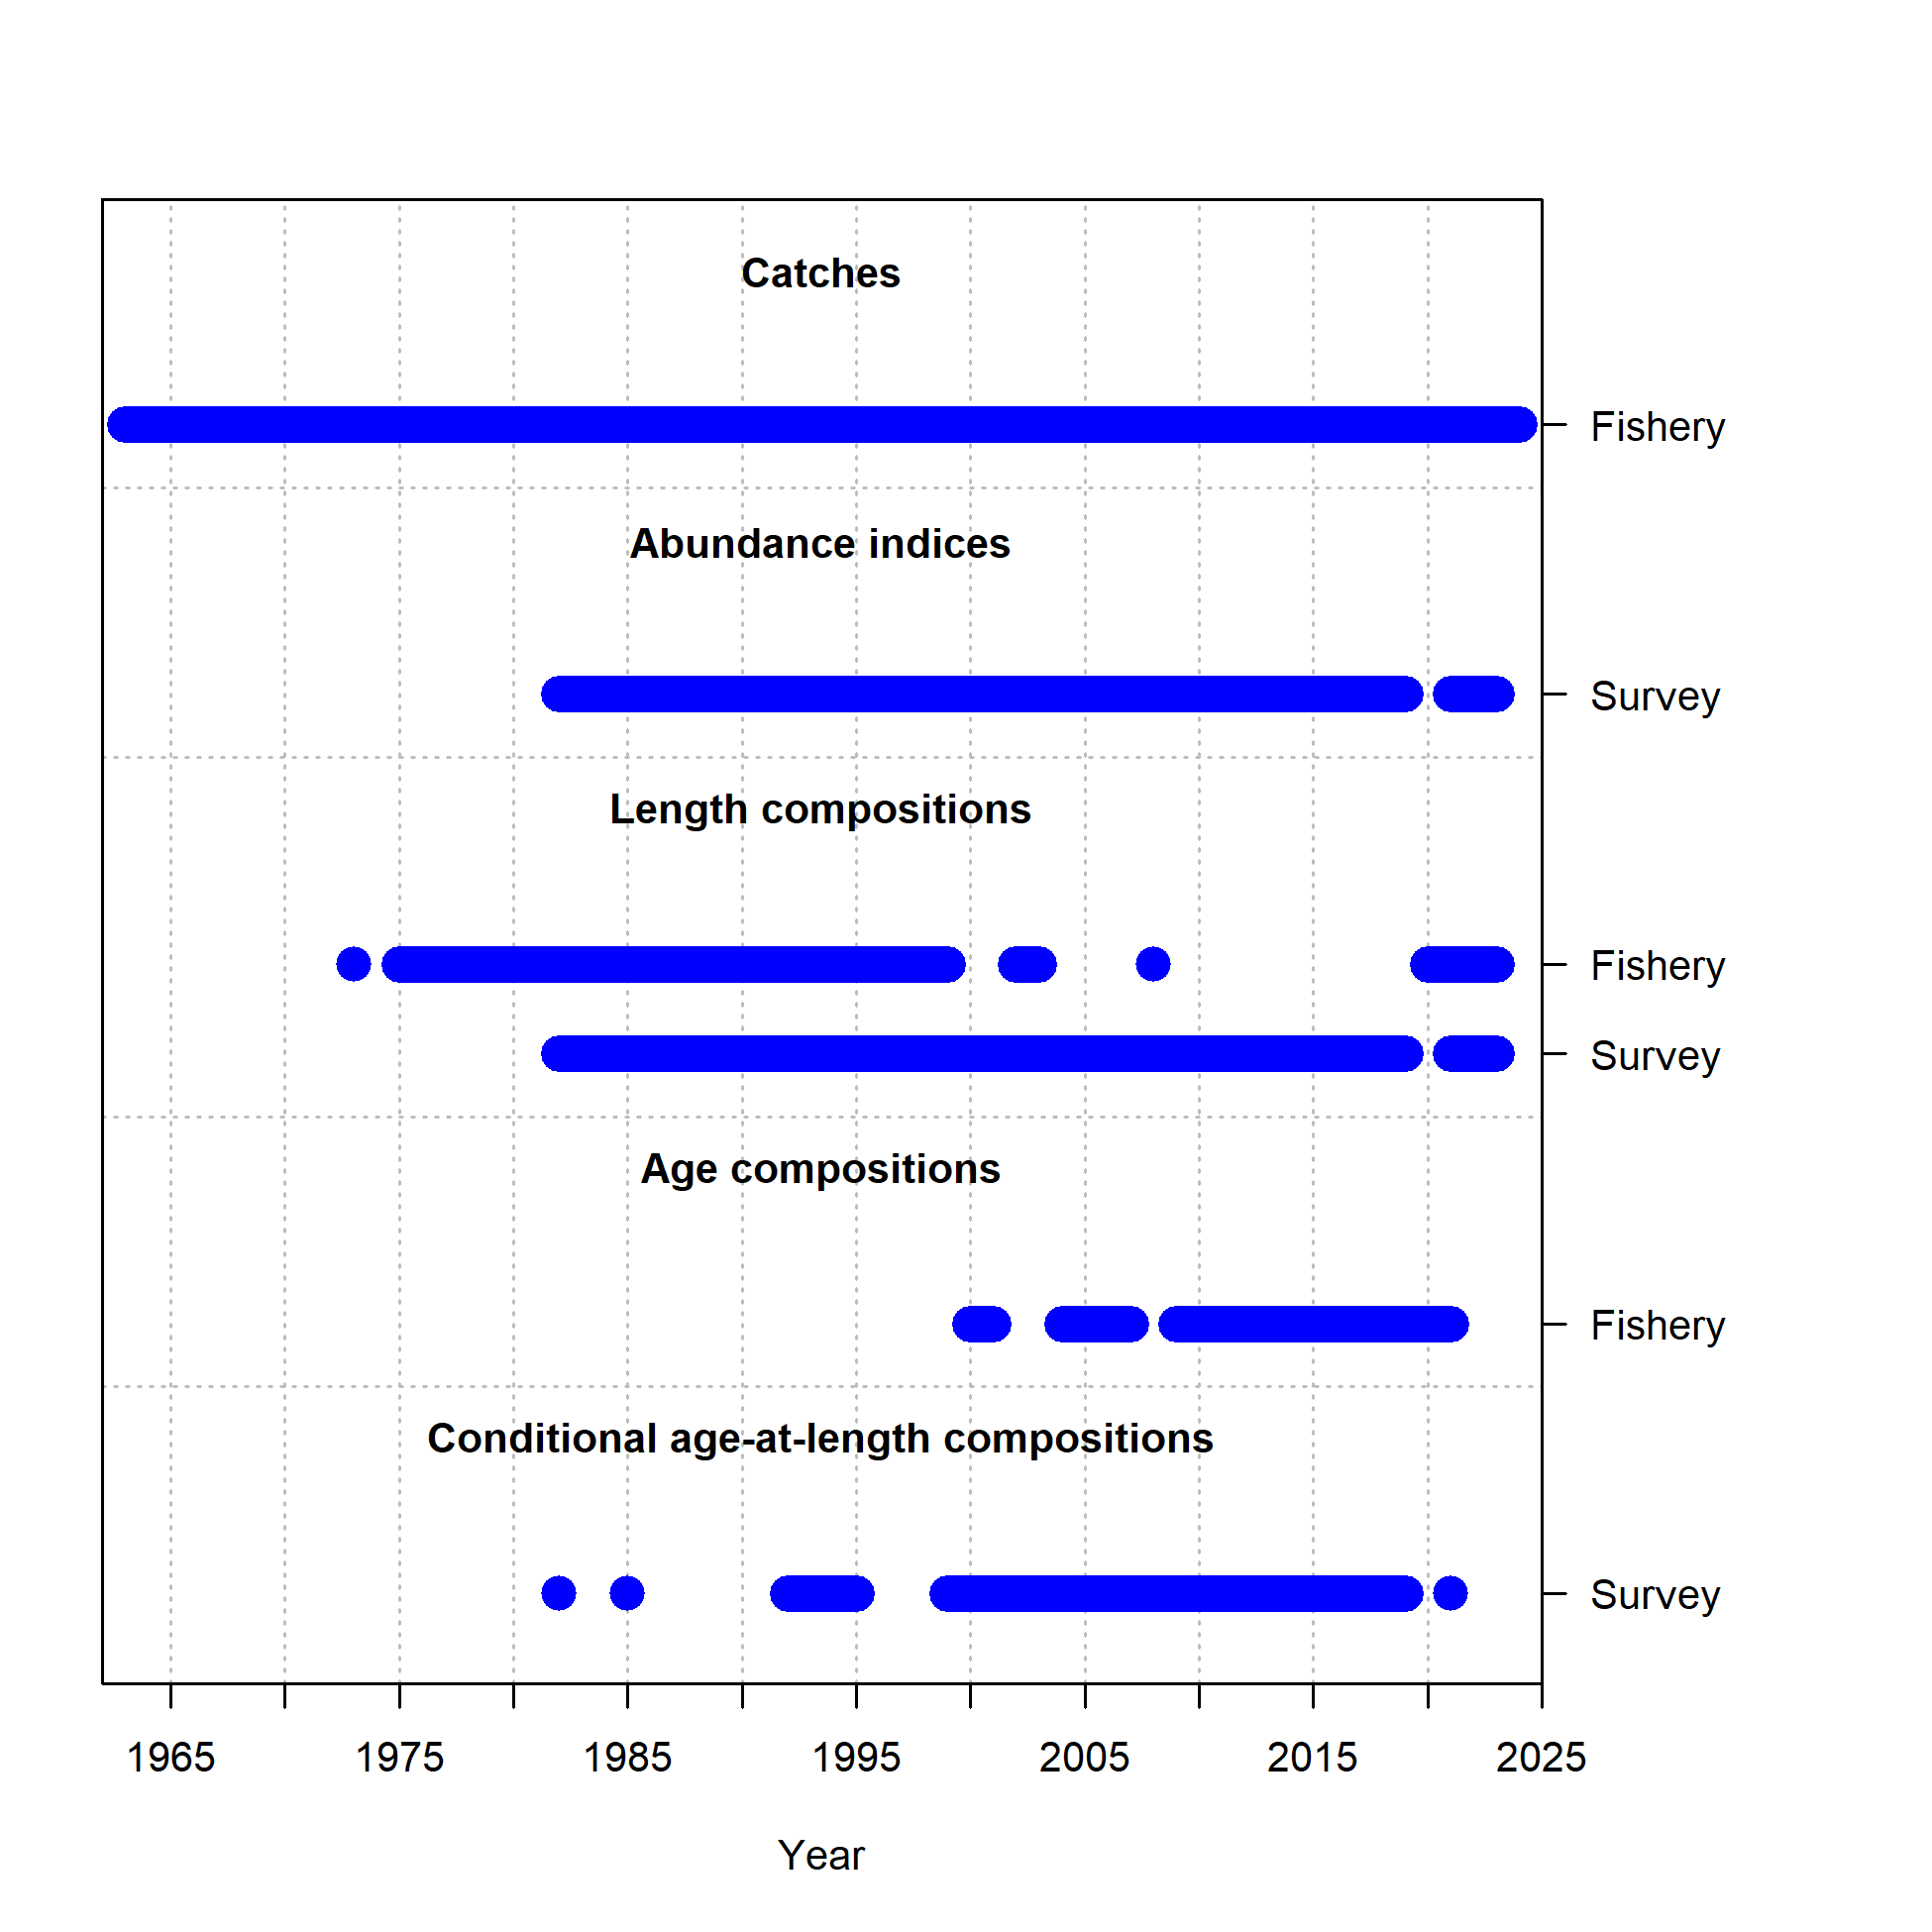 Catches
Fishery
Abundance indices
Survey
Length compositions
Fishery
Survey
Age compositions
Fishery
Conditional age-at-length compositions
Survey
1965 1975 1985 1995 2005 2015 2025
Year